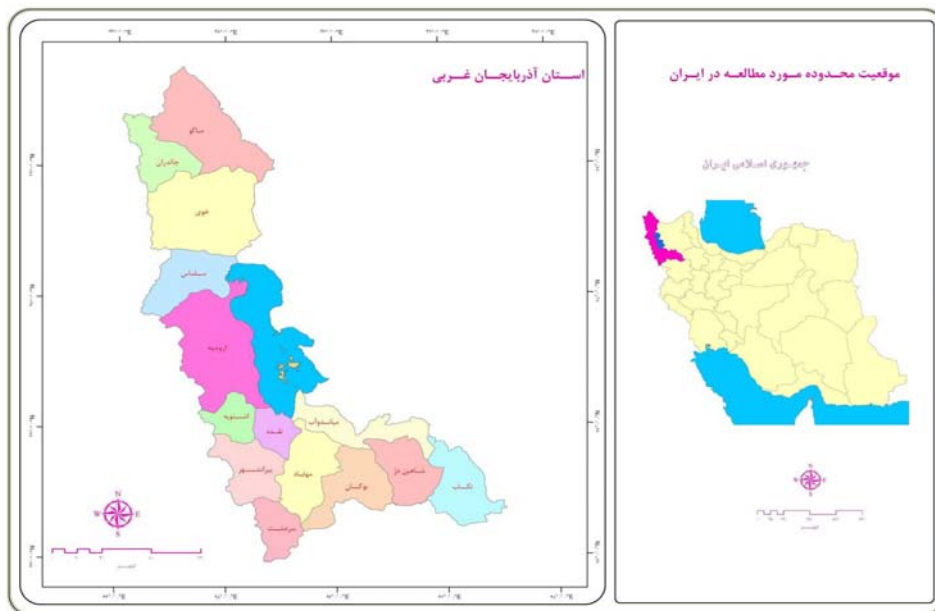 موقعیت محدوده مورد مطالعه در ایران
جمهوری اسلامی ایران
N
W
E
S
استان آذربایجان غربی
ماکو
چالدران
خوی
سلماس
ارومیه
اشنویه
نقده
میاندوآب
پیرانشهر
مهاباد
بوکان
شاهین دژ
تکاب
سردشت
N
W
E
S